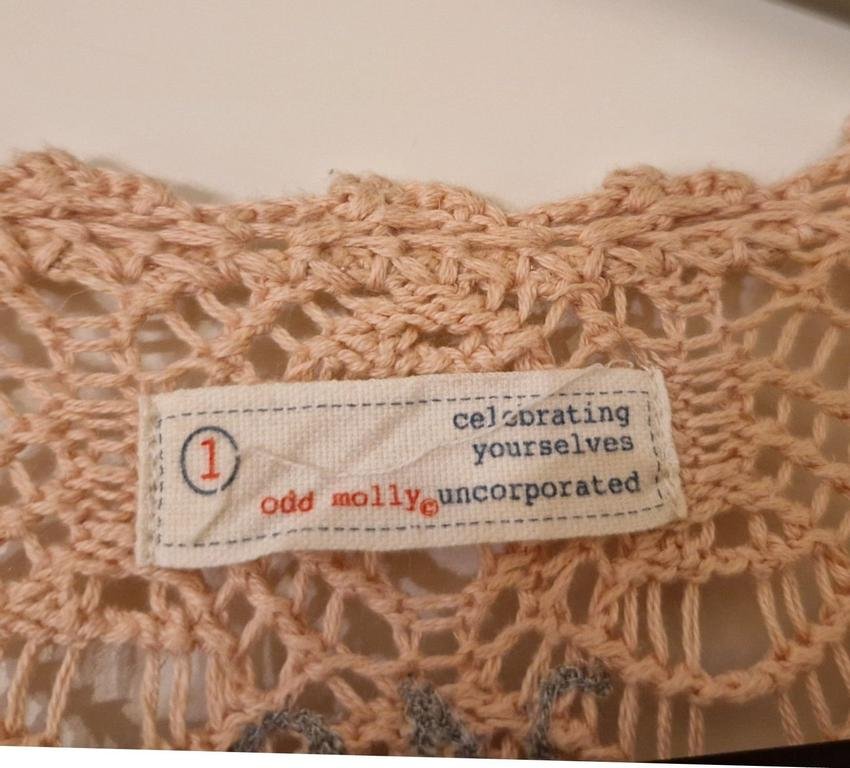 1
celebrating
yourselves
odd molly© uncorporated